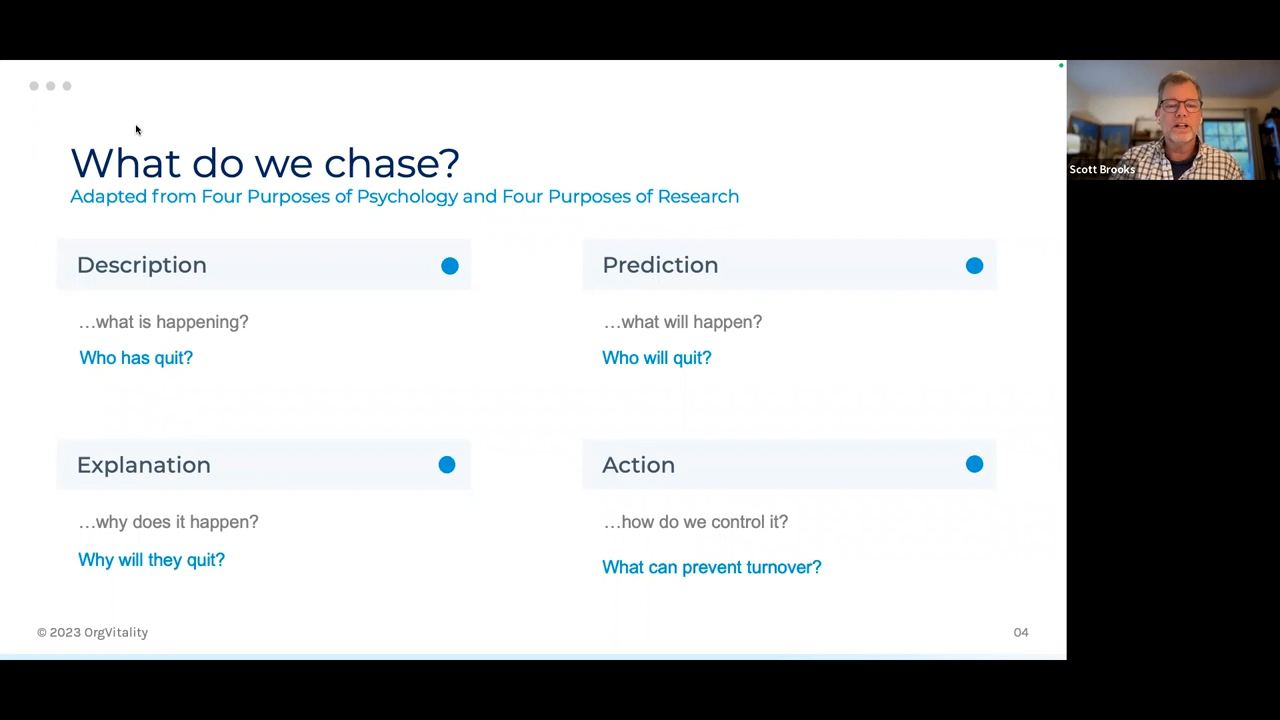 What do we chase?
Adapted from Four Purposes of Psychology and Four Purposes of Research
Description
…what is happening?
Who has quit?
Prediction
…what will happen?
Who will quit?
Explanation
…why does it happen?
Why will they quit?
Action
…how do we control it?
What can prevent turnover?
© 2023 OrgVitality
04
Scott Brooks